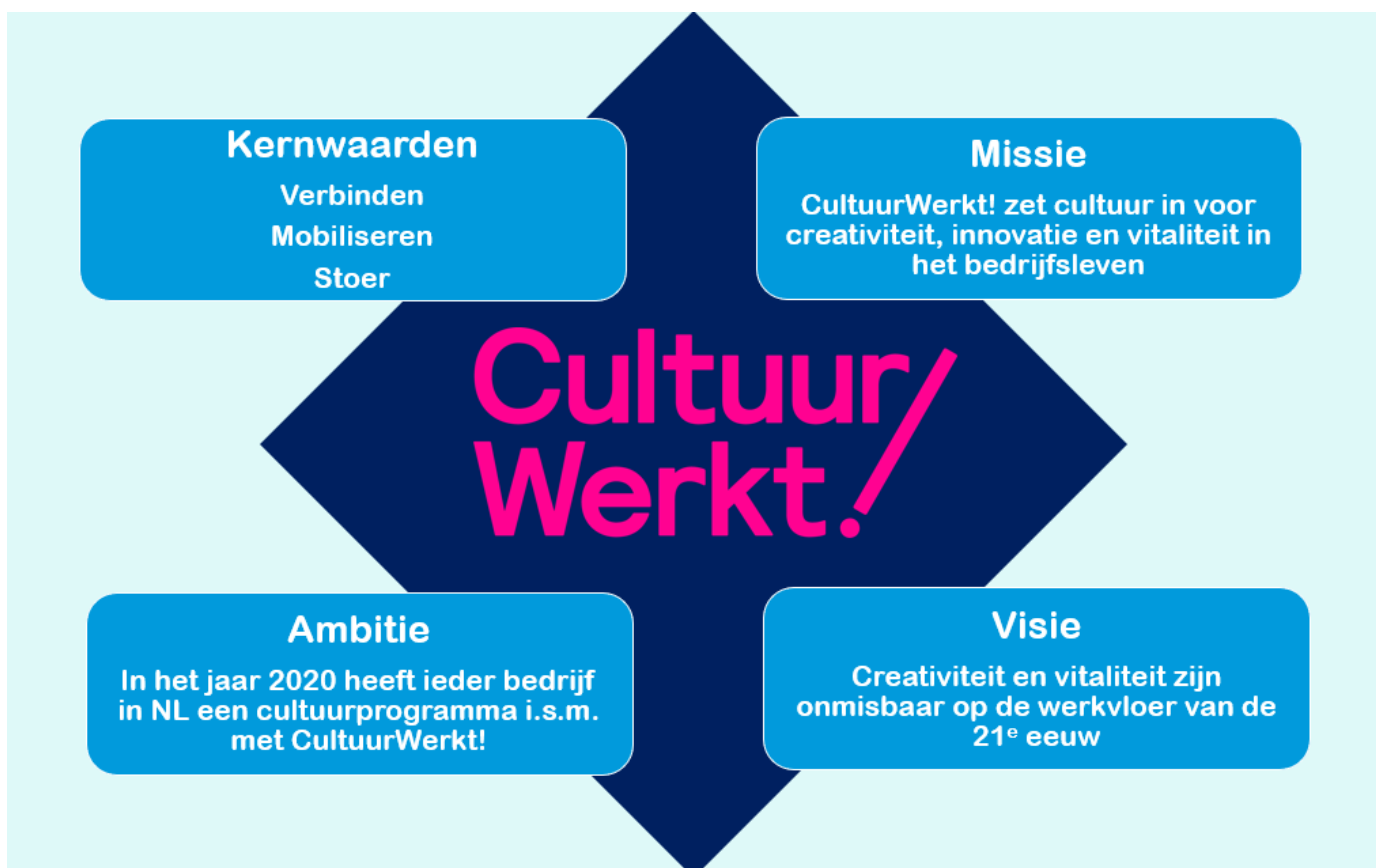 Kernwaarden
Verbinden
Mobiliseren
Stoer
Missie
CultuurWerkt! zet cultuur in voor
creativiteit, innovatie en vitaliteit in
het bedrijfsleven
Cultuur
Werkt!
Ambitie
In het jaar 2020 heeft ieder bedrijf
in NL een cultuurprogramma i.s.m.
met CultuurWerkt!
Visie
Creativiteit en vitaliteit zijn
onmisbaar op de werkvloer van de
21ᵉ eeuw